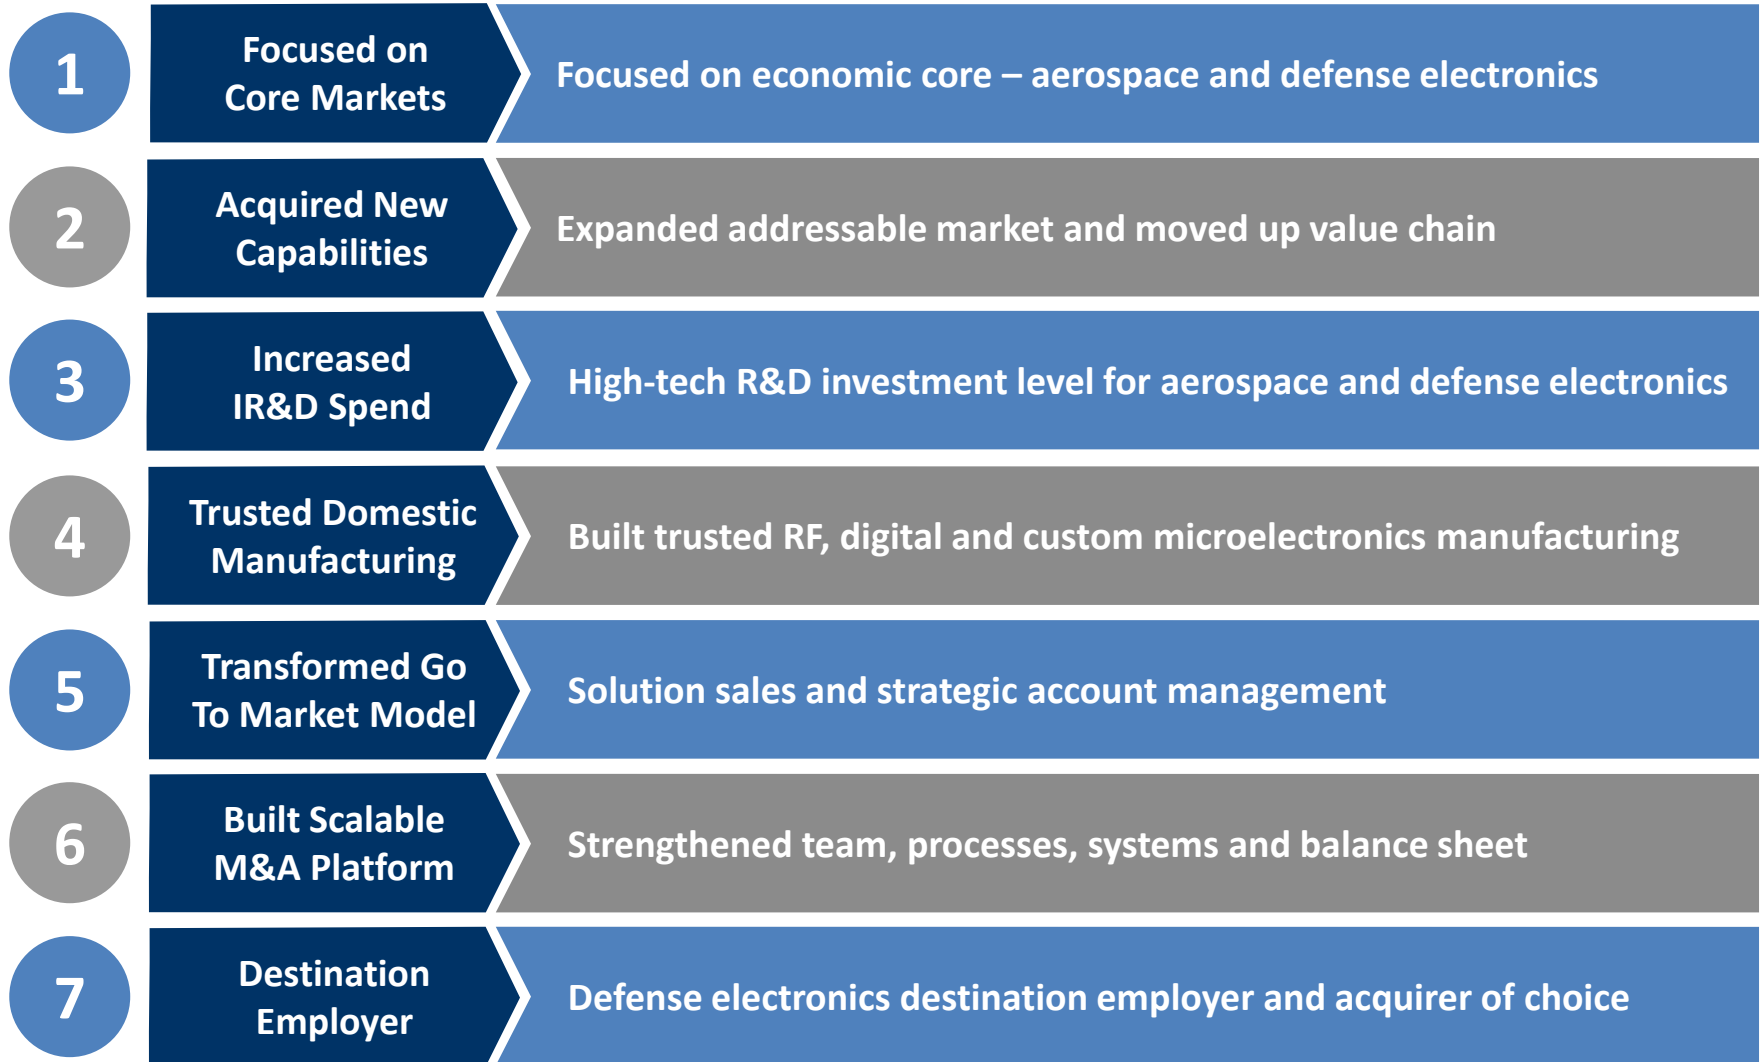 1
Focused on
Core Markets
Focused on economic core – aerospace and defense electronics
2
Acquired New
Capabilities
Expanded addressable market and moved up value chain
3
Increased
IR&D Spend
High-tech R&D investment level for aerospace and defense electronics
4
Trusted Domestic
Manufacturing
Built trusted RF, digital and custom microelectronics manufacturing
5
Transformed Go
To Market Model
Solution sales and strategic account management
6
Built Scalable
M&A Platform
Strengthened team, processes, systems and balance sheet
7
Destination
Employer
Defense electronics destination employer and acquirer of choice